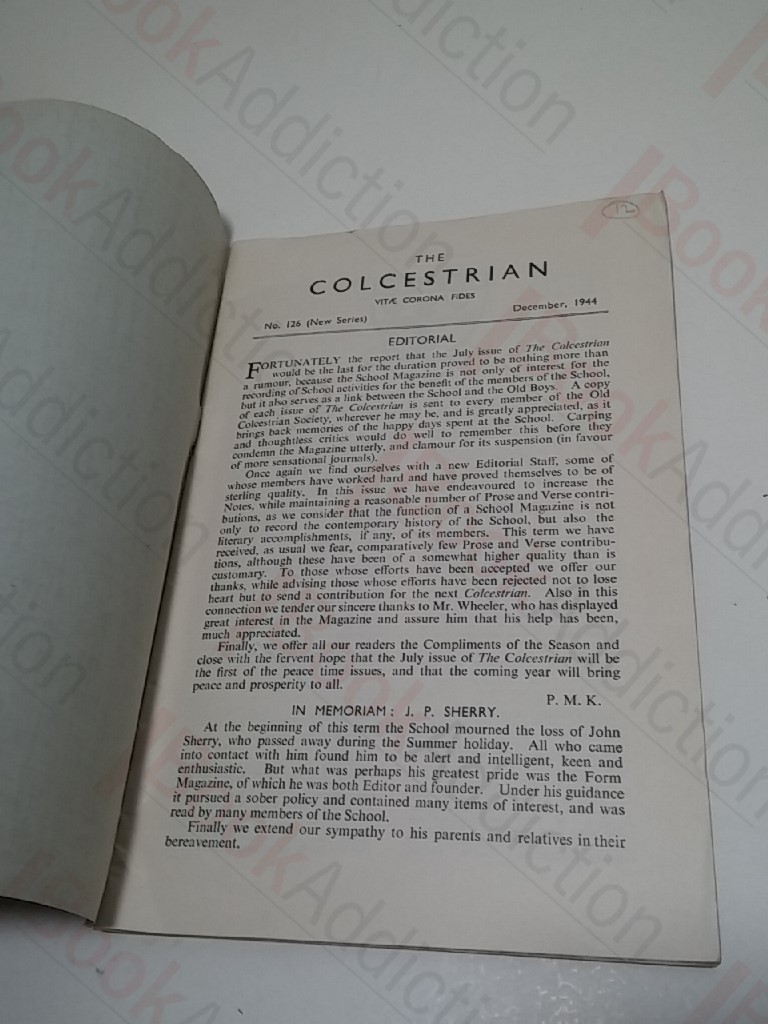 12
THE
COLCESTRIAN
VITÆ CORONA FIDES
No. 126 (New Series)
December, 1944
EDITORIAL
FORTUNATELY the report that the July issue of The Colcestrian
would be the last for the duration proved to be nothing more than
a rumour, because the School Magazine is not only of interest for the
recording of School activities for the benefit of the members of the School,
but it also serves as a link between the School and the Old Boys. A copy
of each issue of The Colcestrian is sent to every member of the Old
Colcestrian Society, wherever he may be, and is greatly appreciated, as it
brings back memories of the happy days spent at the School. Carping
and thoughtless critics would do well to remember this before they
condemn the Magazine utterly, and clamour for its suspension (in favour
of more sensational journals).
Once again we find ourselves with a new Editorial Staff, some of
whose members have worked hard and have proved themselves to be of
sterling quality. In this issue we have endeavoured to increase the
Notes, while maintaining a reasonable number of Prose and Verse contri-
butions, as we consider that the function of a School Magazine is not
only to record the contemporary history of the School, but also the
literary accomplishments, if any, of its members. This term we have
received, as usual we fear, comparatively few Prose and Verse contribu-
tions, although these have been of a somewhat higher quality than is
customary. To those whose efforts have been accepted we offer our
thanks, while advising those whose efforts have been rejected not to lose
heart but to send a contribution for the next Colcestrian. Also in this
connection we tender our sincere thanks to Mr. Wheeler, who has displayed
great interest in the Magazine and assure him that his help has been,
much appreciated.
Finally, we offer all our readers the Compliments of the Season and
close with the fervent hope that the July issue of The Colcestrian will be
the first of the peace time issues, and that the coming year will bring
peace and prosperity to all.
P. M. K.
IN MEMORIAM: J. P. SHERRY.
At the beginning of this term the School mourned the loss of John
Sherry, who passed away during the Summer holiday. All who came
into contact with him found him to be alert and intelligent, keen and
enthusiastic. But what was perhaps his greatest pride was the Form
Magazine, of which he was both Editor and founder. Under his guidance
it pursued a sober policy and contained many items of interest, and was
read by many members of the School.
Finally we extend our sympathy to his parents and relatives in their
bereavement.
BookAddiction